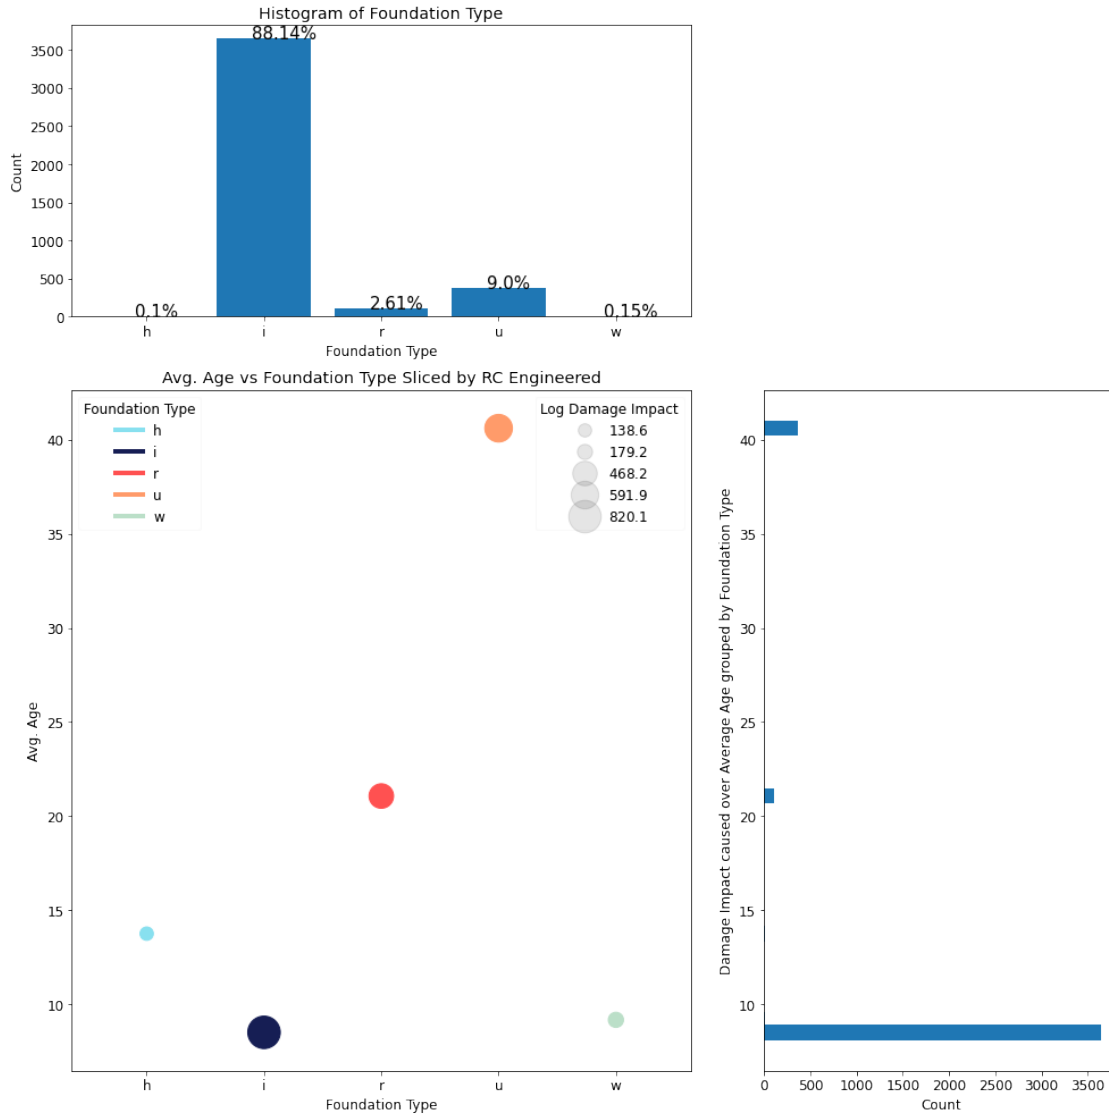 Histogram of Foundation Type
Count
3500
3000
2500
2000
1500
1000
500
0
0.1%
88.14%
2.61%
9.0%
0.15%
h i r u w
Foundation Type
Avg. Age vs Foundation Type Sliced by RC Engineered
Foundation Type
h
i
r
u
w
Log Damage Impact
138.6
179.2
468.2
591.9
820.1
Avg. Age
40
35
30
25
20
15
10
h i r u w
Foundation Type
Damage Impact caused over Average Age grouped by Foundation Type
40
35
30
25
20
15
10
0 500 1000 1500 2000 2500 3000 3500
Count